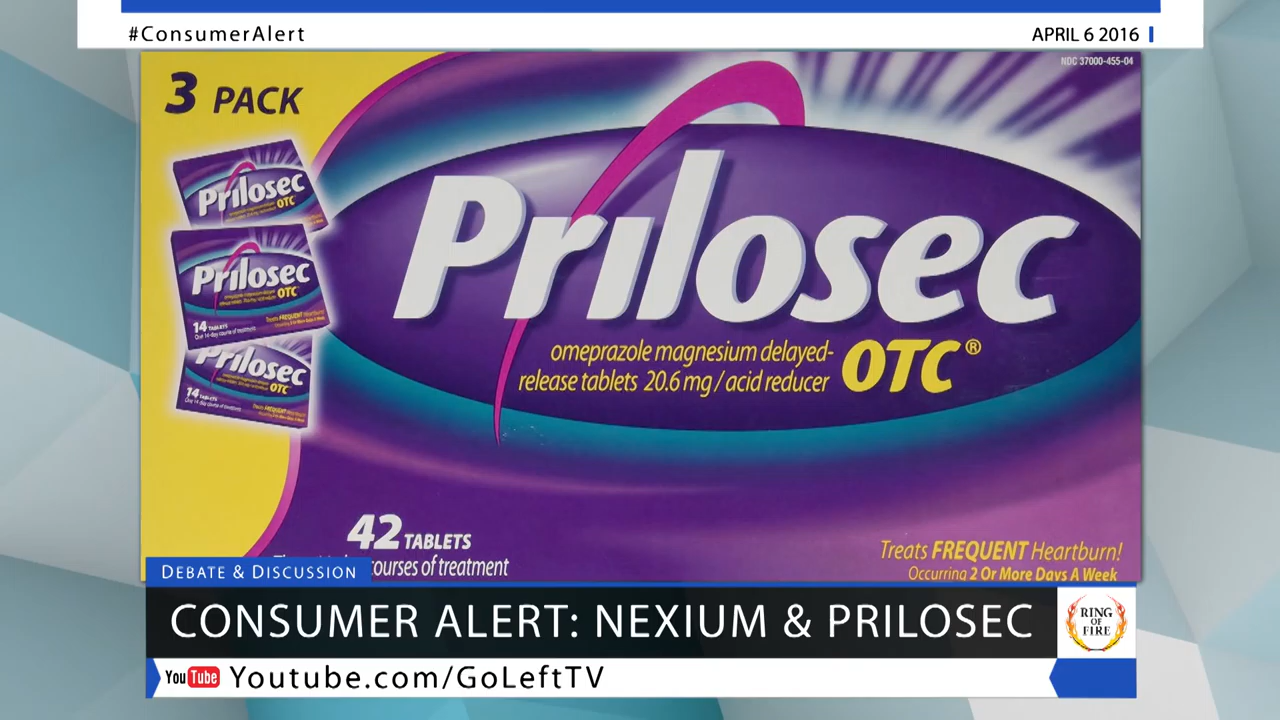 #ConsumerAlert
APRIL 6 2016
NDC 37000-455-04
3 PACK
Prilosec
OTC
Prilosec
OTC
14 TABLETS
Treats FREQUENT Heartburn!
Prilosec
OTC
14 TABLETS
Prilosec
omeprazole magnesium delayed-
release tablets 20.6 mg / acid reducer
OTC®
42 TABLETS
courses of treatment
Treats FREQUENT Heartburn!
Occurring 2 Or More Days A Week
DEBATE & DISCUSSION
CONSUMER ALERT: NEXIUM & PRILOSEC
RING
OF
FIRE
YouTube Youtube.com/GoLeftTV